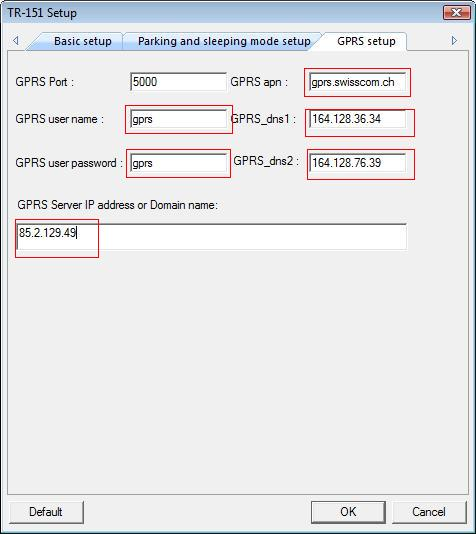 TR-151 Setup
Basic setup Parking and sleeping mode setup GPRS setup
GPRS Port : 5000 GPRS apn : gprs.swisscom.ch
GPRS user name : gprs GPRS_dns1 : 164.128.36.34
GPRS user password : gprs GPRS_dns2 : 164.128.76.39
GPRS Server IP address or Domain name:
85.2.129.49
Default OK Cancel